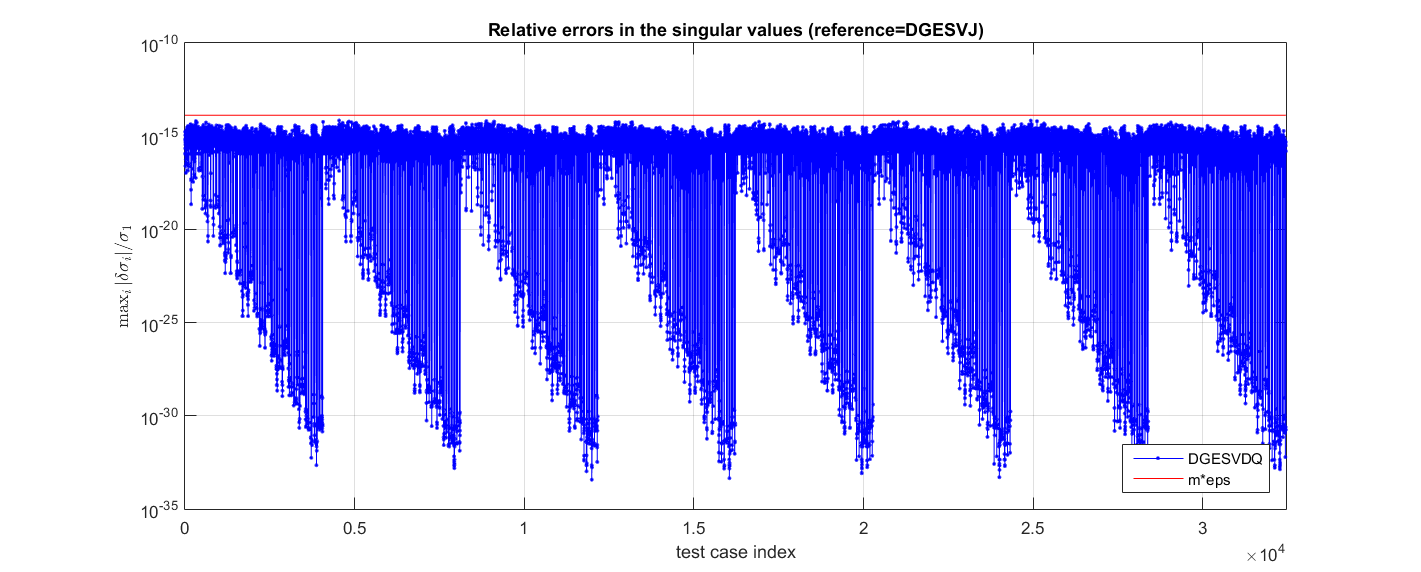 Relative errors in the singular values (reference=DGESVJ)
10^-10
10^-15
10^-20
10^-25
10^-30
10^-35
max_i |δσ_i|/σ_1
DGESVDQ
m*eps
0 0.5 1 1.5 2 2.5 3
test case index
×10^4